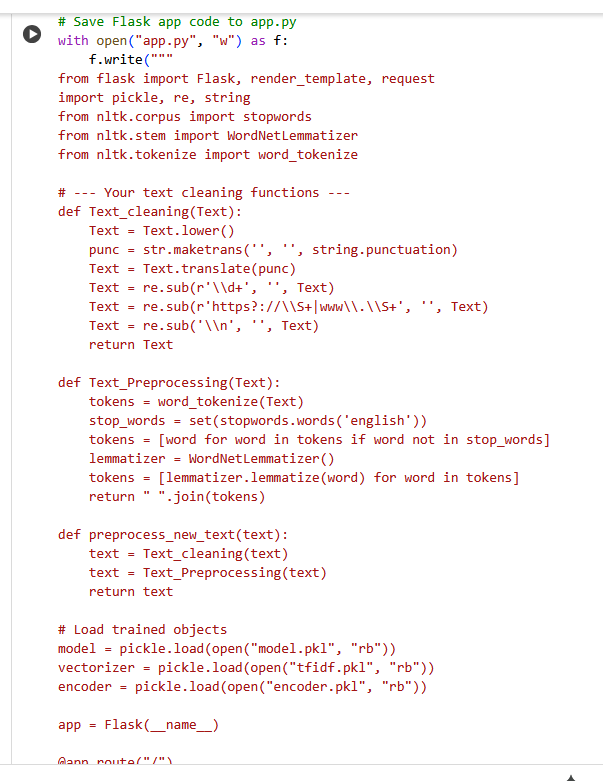 # Save Flask app code to app.py
with open("app.py", "w") as f:
    f.write("""
from flask import Flask, render_template, request
import pickle, re, string
from nltk.corpus import stopwords
from nltk.stem import WordNetLemmatizer
from nltk.tokenize import word_tokenize

# --- Your text cleaning functions ---
def Text_cleaning(Text):
    Text = Text.lower()
    punc = str.maketrans('', '', string.punctuation)
    Text = Text.translate(punc)
    Text = re.sub(r'\\d+', '', Text)
    Text = re.sub(r'https?://\\S+|www\\.\\S+', '', Text)
    Text = re.sub('\\n', '', Text)
    return Text

def Text_Preprocessing(Text):
    tokens = word_tokenize(Text)
    stop_words = set(stopwords.words('english'))
    tokens = [word for word in tokens if word not in stop_words]
    lemmatizer = WordNetLemmatizer()
    tokens = [lemmatizer.lemmatize(word) for word in tokens]
    return " ".join(tokens)

def preprocess_new_text(text):
    text = Text_cleaning(text)
    text = Text_Preprocessing(text)
    return text

# Load trained objects
model = pickle.load(open("model.pkl", "rb"))
vectorizer = pickle.load(open("tfidf.pkl", "rb"))
encoder = pickle.load(open("encoder.pkl", "rb"))

app = Flask(__name__)

@app.route("/")